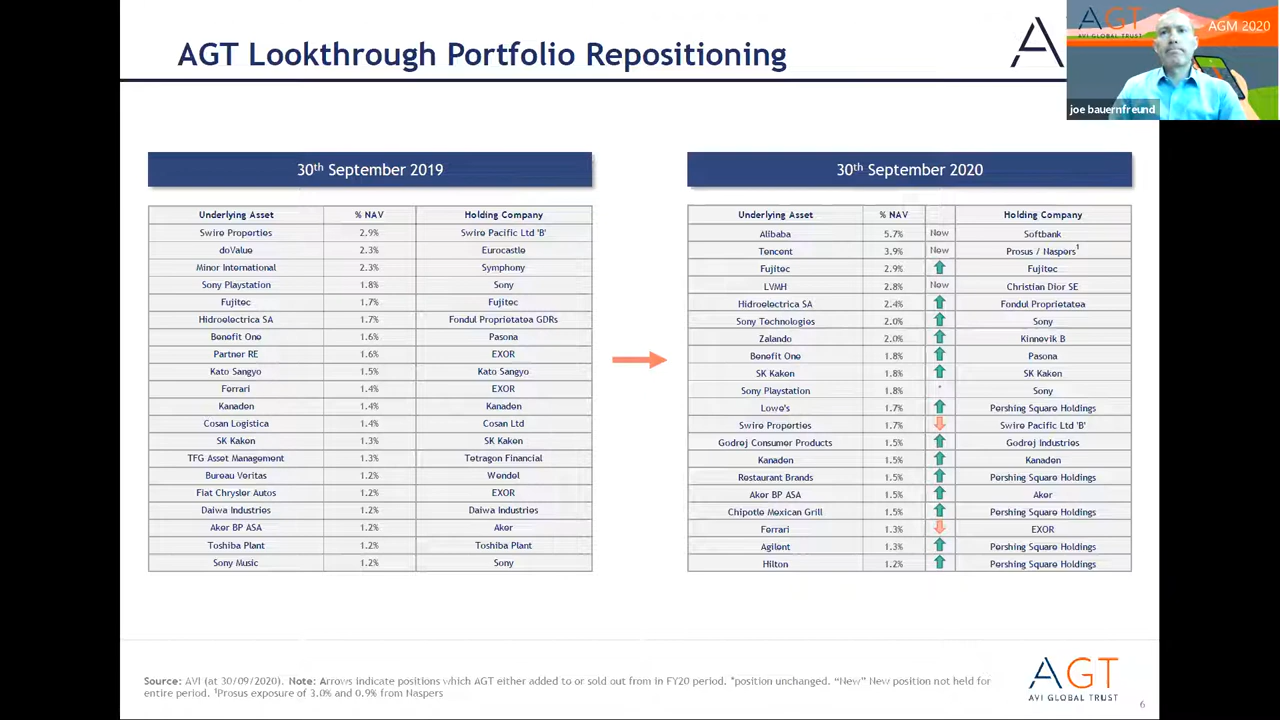 AGT Lookthrough Portfolio Repositioning
A
AGT
AVI GLOBAL TRUST
AGM 2020
joe bauernfreund
30th September 2019
Underlying Asset % NAV Holding Company
Swire Properties 2.9% Swire Pacific Ltd 'B'
doValue 2.3% Eurocastle
Minor International 2.3% Symphony
Sony Playstation 1.8% Sony
Fujitec 1.7% Fujitec
Hidroelectrica SA 1.7% Fondul Proprietatea GDRs
Benefit One 1.6% Pasona
Partner RE 1.6% EXOR
Kato Sangyo 1.5% Kato Sangyo
Ferrari 1.4% EXOR
Kanaden 1.4% Kanaden
Cosan Logistica 1.4% Cosan Ltd
SK Kaken 1.3% SK Kaken
TFG Asset Management 1.3% Tetragon Financial
Bureau Veritas 1.2% Wendel
Fiat Chrysler Autos 1.2% EXOR
Daiwa Industries 1.2% Daiwa Industries
Aker BP ASA 1.2% Aker
Toshiba Plant 1.2% Toshiba Plant
Sony Music 1.2% Sony
30th September 2020
Underlying Asset % NAV Holding Company
Alibaba 5.7% New Softbank
Tencent 3.9% New Prosus / Naspers1
Fujitec 2.9% Fujitec
LVMH 2.8% New Christian Dior SE
Hidroelectrica SA 2.4% Fondul Proprietatea
Sony Technologies 2.0% Sony
Zalando 2.0% Kinnevik B
Benefit One 1.8% Pasona
SK Kaken 1.8% SK Kaken
Sony Playstation 1.8% * Sony
Lowe's 1.7% Pershing Square Holdings
Swire Properties 1.7% Swire Pacific Ltd 'B'
Godrej Consumer Products 1.5% Godrej Industries
Kanaden 1.5% Kanaden
Restaurant Brands 1.5% Pershing Square Holdings
Aker BP ASA 1.5% Aker
Chipotle Mexican Grill 1.5% Pershing Square Holdings
Ferrari 1.3% EXOR
Agilent 1.3% Pershing Square Holdings
Hilton 1.2% Pershing Square Holdings
Source: AVI (at 30/09/2020). Note: Arrows indicate positions which AGT either added to or sold out from in FY20 period. *position unchanged. "New" New position not held for
entire period. 1Prosus exposure of 3.0% and 0.9% from Naspers
AGT
AVI GLOBAL TRUST
6